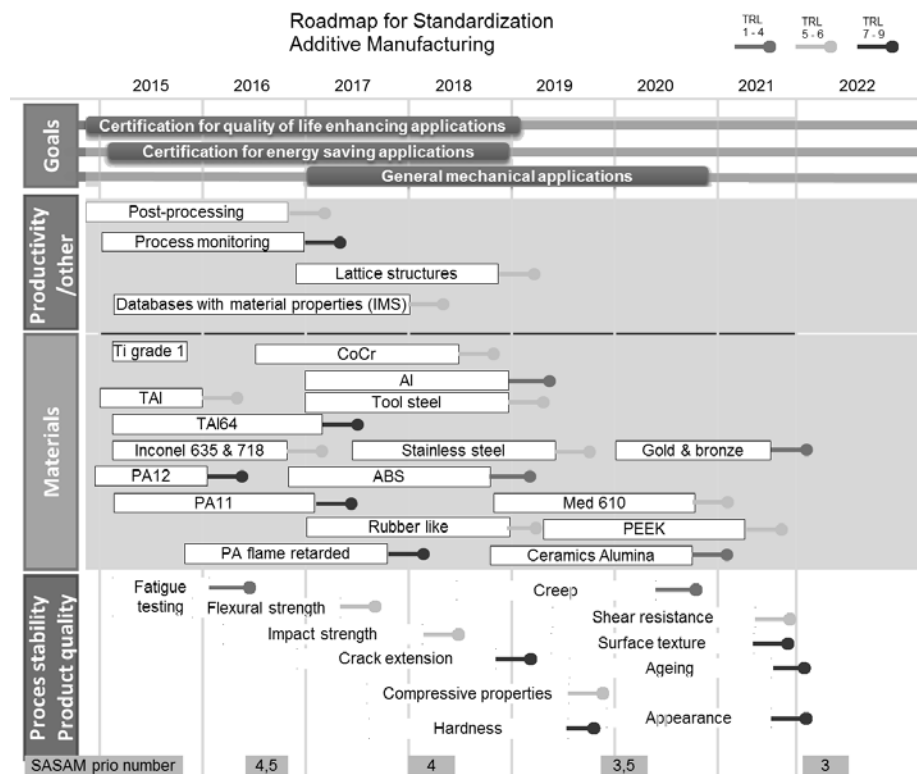 Roadmap for Standardization
Additive Manufacturing
TRL
1 - 4
TRL
5 - 6
TRL
7 - 9
2015 2016 2017 2018 2019 2020 2021 2022
Goals
Certification for quality of life enhancing applications
Certification for energy saving applications
General mechanical applications
Productivity
/other
Post-processing
Process monitoring
Lattice structures
Databases with material properties (IMS)
Materials
Ti grade 1 CoCr
Al
TAl Tool steel
TAl64
Inconel 635 & 718 Stainless steel Gold & bronze
PA12 ABS
PA11 Med 610
Rubber like PEEK
PA flame retarded Ceramics Alumina
Proces stability
Product quality
Fatigue
testing
Creep
Flexural strength
Shear resistance
Impact strength
Surface texture
Crack extension
Ageing
Compressive properties
Hardness
Appearance
SASAM prio number 4,5 4 3,5 3